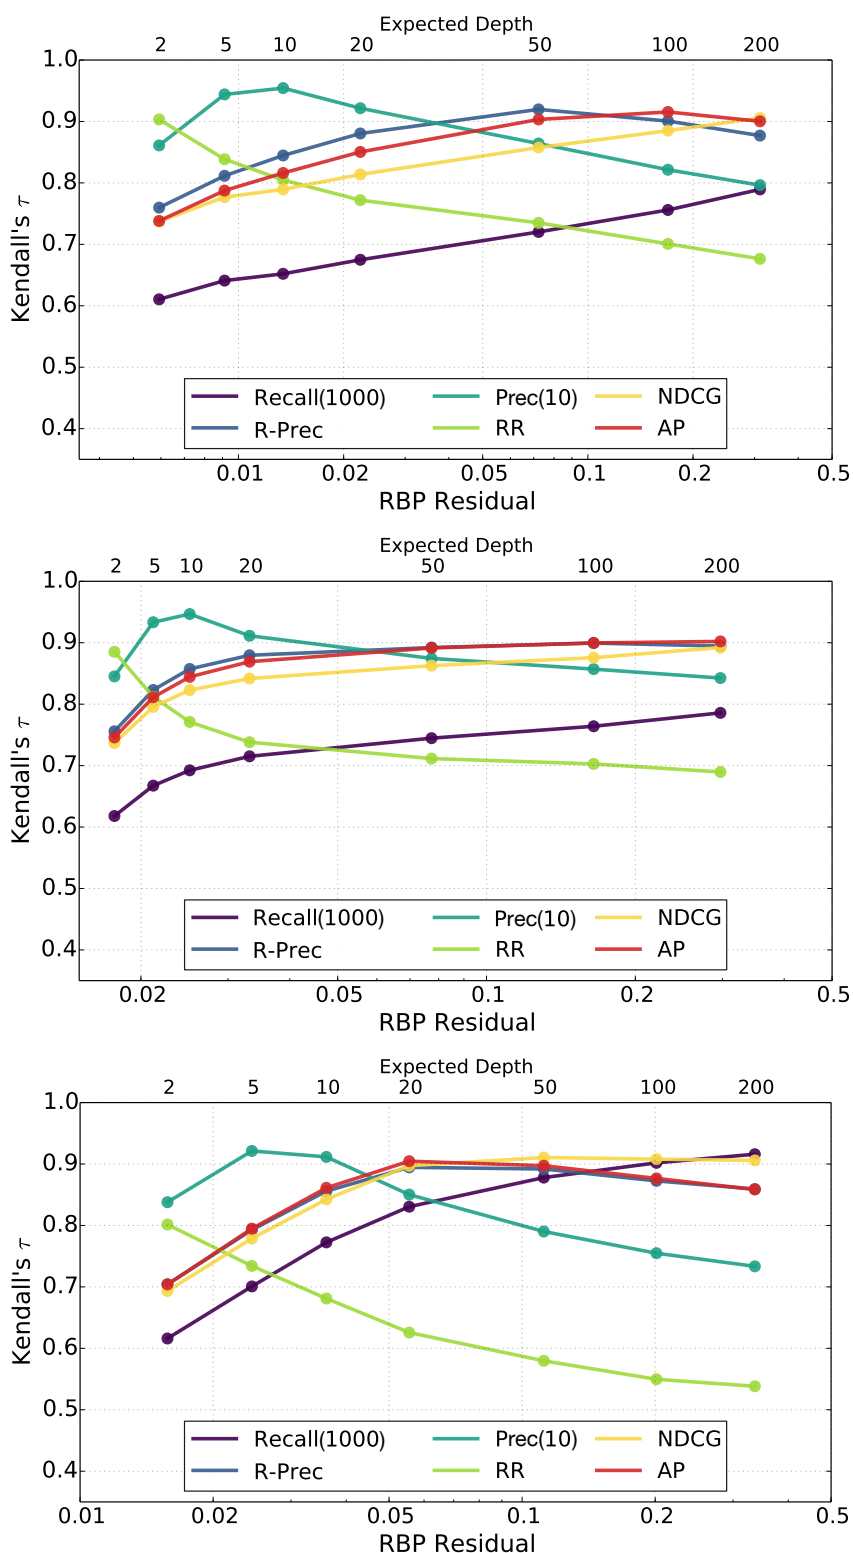 Expected Depth
2 5 10 20 50 100 200
1.0
0.9
0.8
0.7
0.6
0.5
0.4
Kendall's τ
Recall(1000) Prec(10) NDCG
R-Prec RR AP
0.01 0.02 0.05 0.1 0.2 0.5
RBP Residual
Expected Depth
2 5 10 20 50 100 200
1.0
0.9
0.8
0.7
0.6
0.5
0.4
Kendall's τ
Recall(1000) Prec(10) NDCG
R-Prec RR AP
0.02 0.05 0.1 0.2 0.5
RBP Residual
Expected Depth
2 5 10 20 50 100 200
1.0
0.9
0.8
0.7
0.6
0.5
0.4
Kendall's τ
Recall(1000) Prec(10) NDCG
R-Prec RR AP
0.01 0.02 0.05 0.1 0.2 0.5
RBP Residual